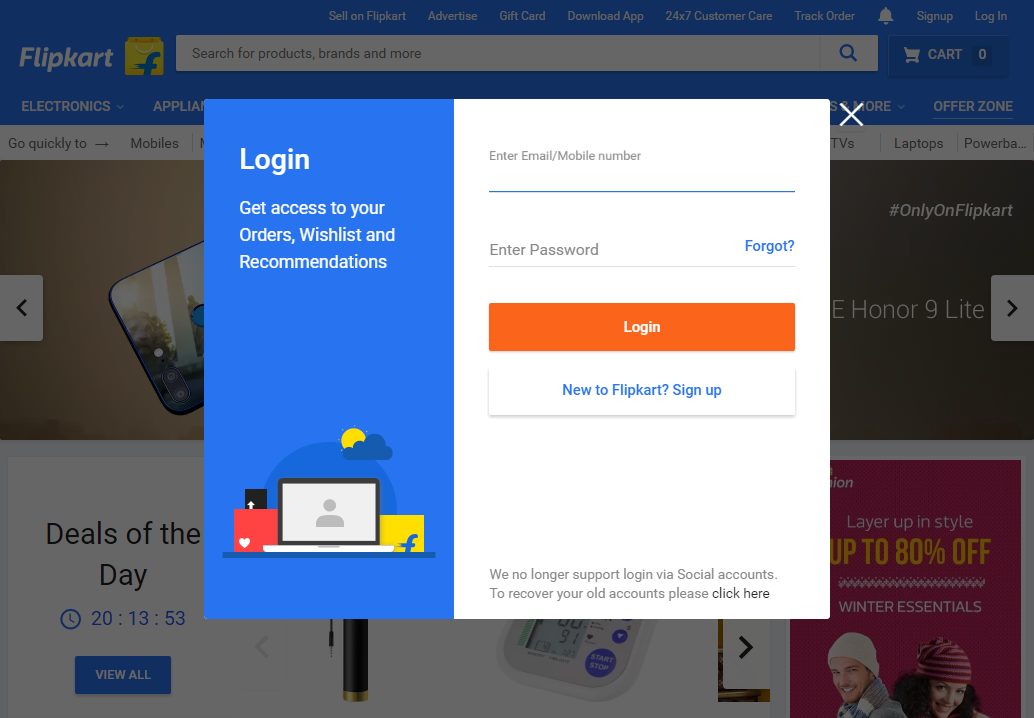 Sell on Flipkart Advertise Gift Card Download App 24x7 Customer Care Track Order Signup Log In
Flipkart
Search for products, brands and more
CART 0
ELECTRONICS
& MORE
OFFER ZONE
Go quickly to → Mobiles
TVs Laptops Powerba...
#OnlyOnFlipkart
Honor 9 Lite
Login
Get access to your
Orders, Wishlist and
Recommendations
Enter Email/Mobile number
Enter Password
Forgot?
Login
New to Flipkart? Sign up
We no longer support login via Social accounts.
To recover your old accounts please click here
Deals of the
Day
20 : 13 : 53
VIEW ALL
START
STOP
Layer up in style
UP TO 80% OFF
WINTER ESSENTIALS